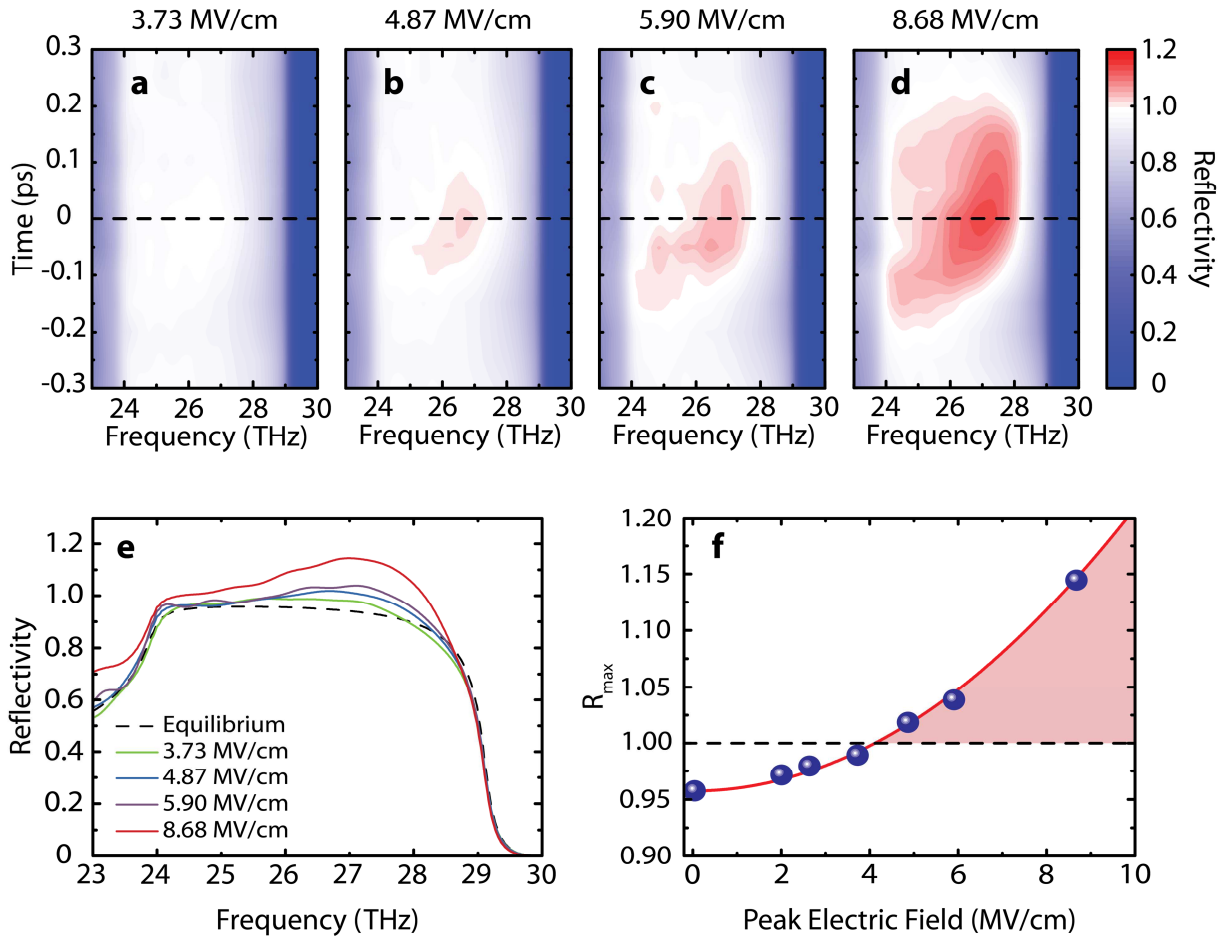 3.73 MV/cm 4.87 MV/cm 5.90 MV/cm 8.68 MV/cm
a b c d
0.3
0.2
0.1
0
-0.1
-0.2
-0.3
Time (ps)
24 26 28 30 24 26 28 30 24 26 28 30 24 26 28 30
Frequency (THz) Frequency (THz) Frequency (THz) Frequency (THz)
1.2
1.0
0.8
0.6
0.4
0.2
0
Reflectivity
e
1.2
1.0
0.8
0.6
0.4
0.2
0
Reflectivity
Equilibrium
3.73 MV/cm
4.87 MV/cm
5.90 MV/cm
8.68 MV/cm
23 24 25 26 27 28 29 30
Frequency (THz)
f
1.20
1.15
1.10
1.05
1.00
0.95
0.90
Rmax
0 2 4 6 8 10
Peak Electric Field (MV/cm)